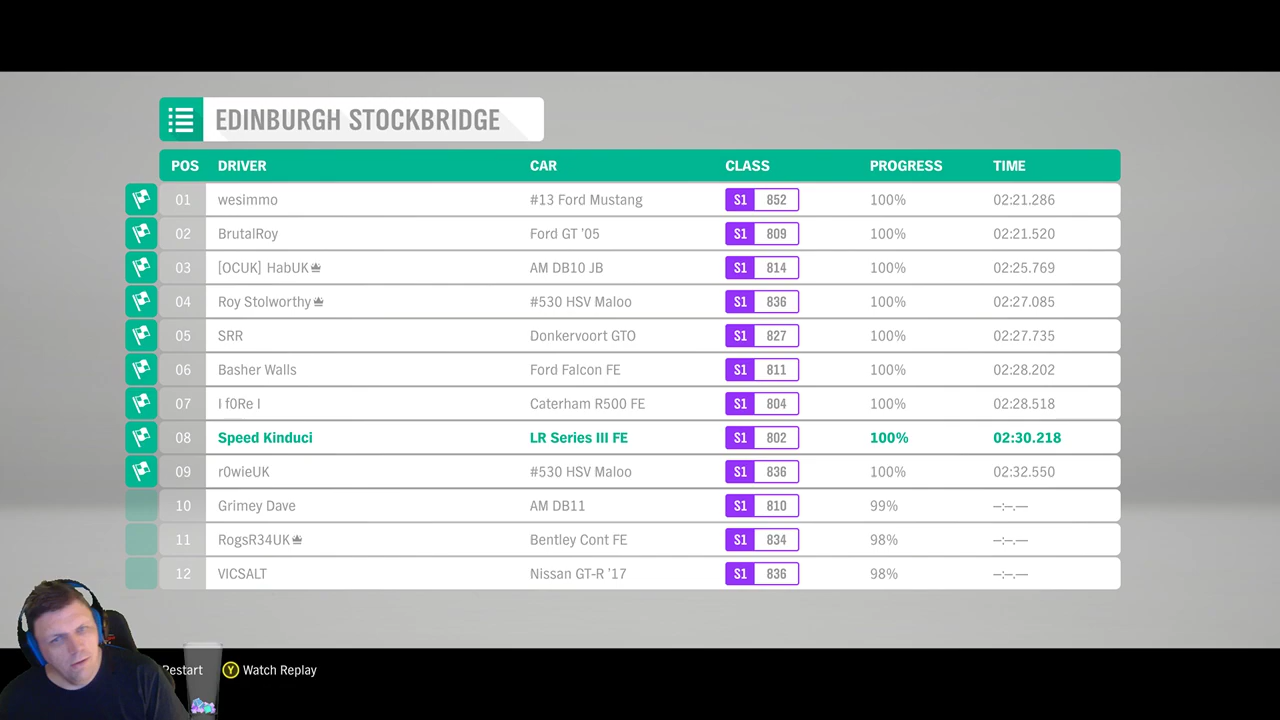 EDINBURGH STOCKBRIDGE
POS DRIVER CAR CLASS PROGRESS TIME
01 wesimmo #13 Ford Mustang S1 852 100% 02:21.286
02 BrutalRoy Ford GT '05 S1 809 100% 02:21.520
03 [OCUK] HabUK AM DB10 JB S1 814 100% 02:25.769
04 Roy Stolworthy #530 HSV Maloo S1 836 100% 02:27.085
05 SRR Donkervoort GTO S1 827 100% 02:27.735
06 Basher Walls Ford Falcon FE S1 811 100% 02:28.202
07 I f0Re I Caterham R500 FE S1 804 100% 02:28.518
08 Speed Kinduci LR Series III FE S1 802 100% 02:30.218
09 r0wieUK #530 HSV Maloo S1 836 100% 02:32.550
10 Grimey Dave AM DB11 S1 810 99% --:--.---
11 RogsR34UK Bentley Cont FE S1 834 98% --:--.---
12 VICSALT Nissan GT-R '17 S1 836 98% --:--.---
Restart Y Watch Replay